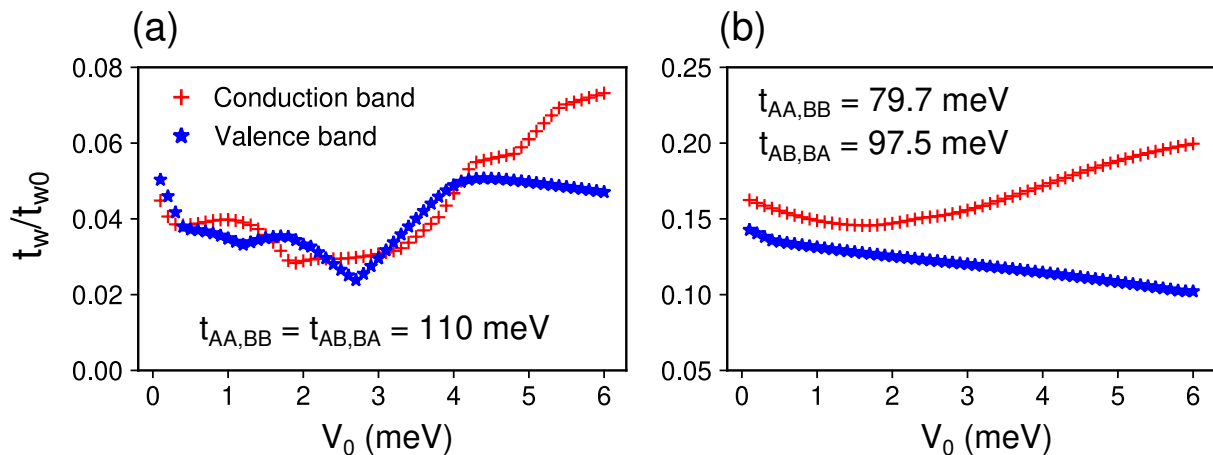 (a)
0.08
0.06
0.04
0.02
0.00
t_w/t_w0
+ Conduction band
★ Valence band
t_AA,BB = t_AB,BA = 110 meV
0 1 2 3 4 5 6
V_0 (meV)
(b)
0.25
0.20
0.15
0.10
0.05
t_AA,BB = 79.7 meV
t_AB,BA = 97.5 meV
0 1 2 3 4 5 6
V_0 (meV)